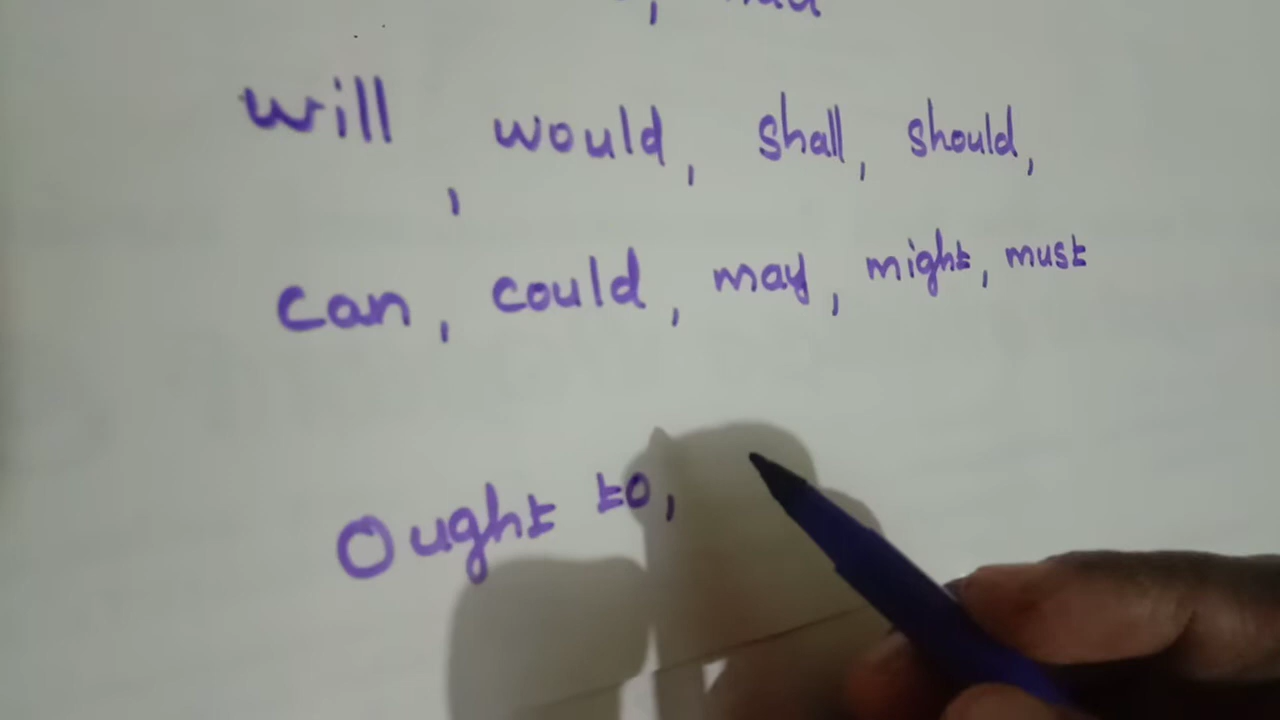 will, would, shall, should,
can, could, may, might, must
Ought to,